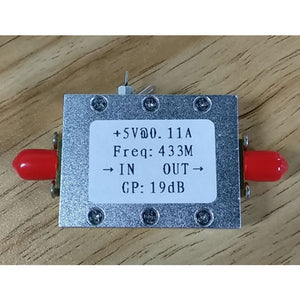 +5V@0.11A
Freq: 433M
→IN OUT→
GP: 19dB